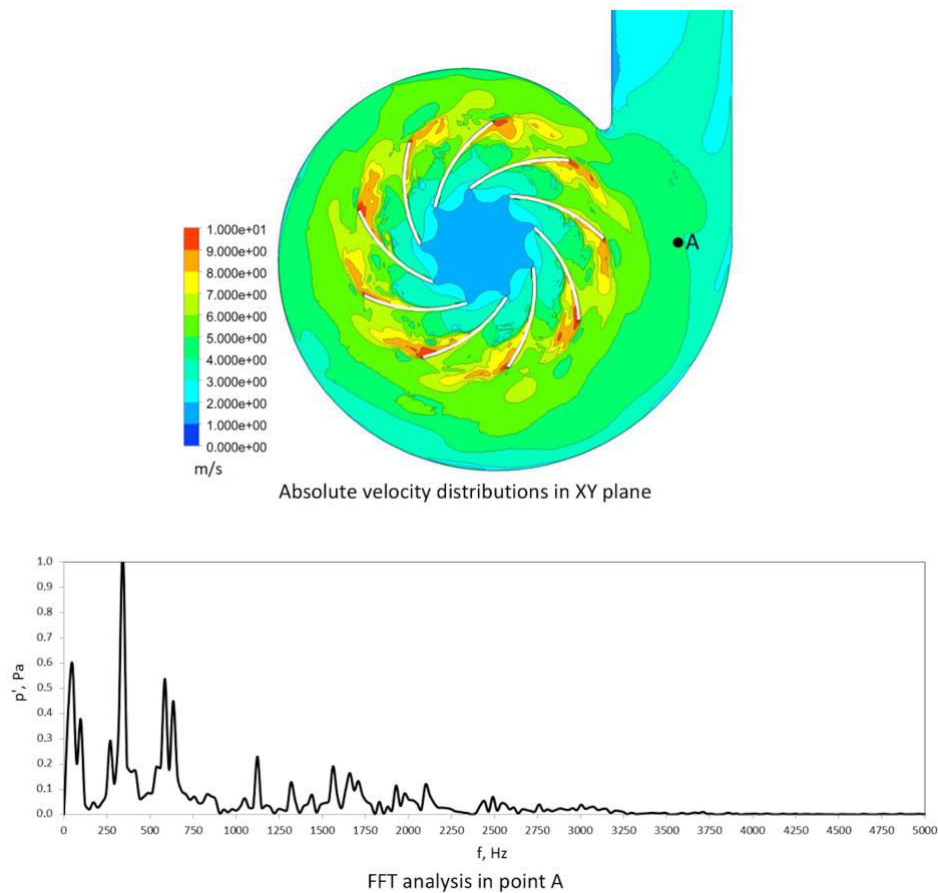 A
1.000e+01
9.000e+00
8.000e+00
7.000e+00
6.000e+00
5.000e+00
4.000e+00
3.000e+00
2.000e+00
1.000e+00
0.000e+00
m/s
Absolute velocity distributions in XY plane
1.0
0.9
0.8
0.7
0.6
0.5
0.4
0.3
0.2
0.1
0.0
p', Pa
0 250 500 750 1000 1250 1500 1750 2000 2250 2500 2750 3000 3250 3500 3750 4000 4250 4500 4750 5000
f, Hz
FFT analysis in point A